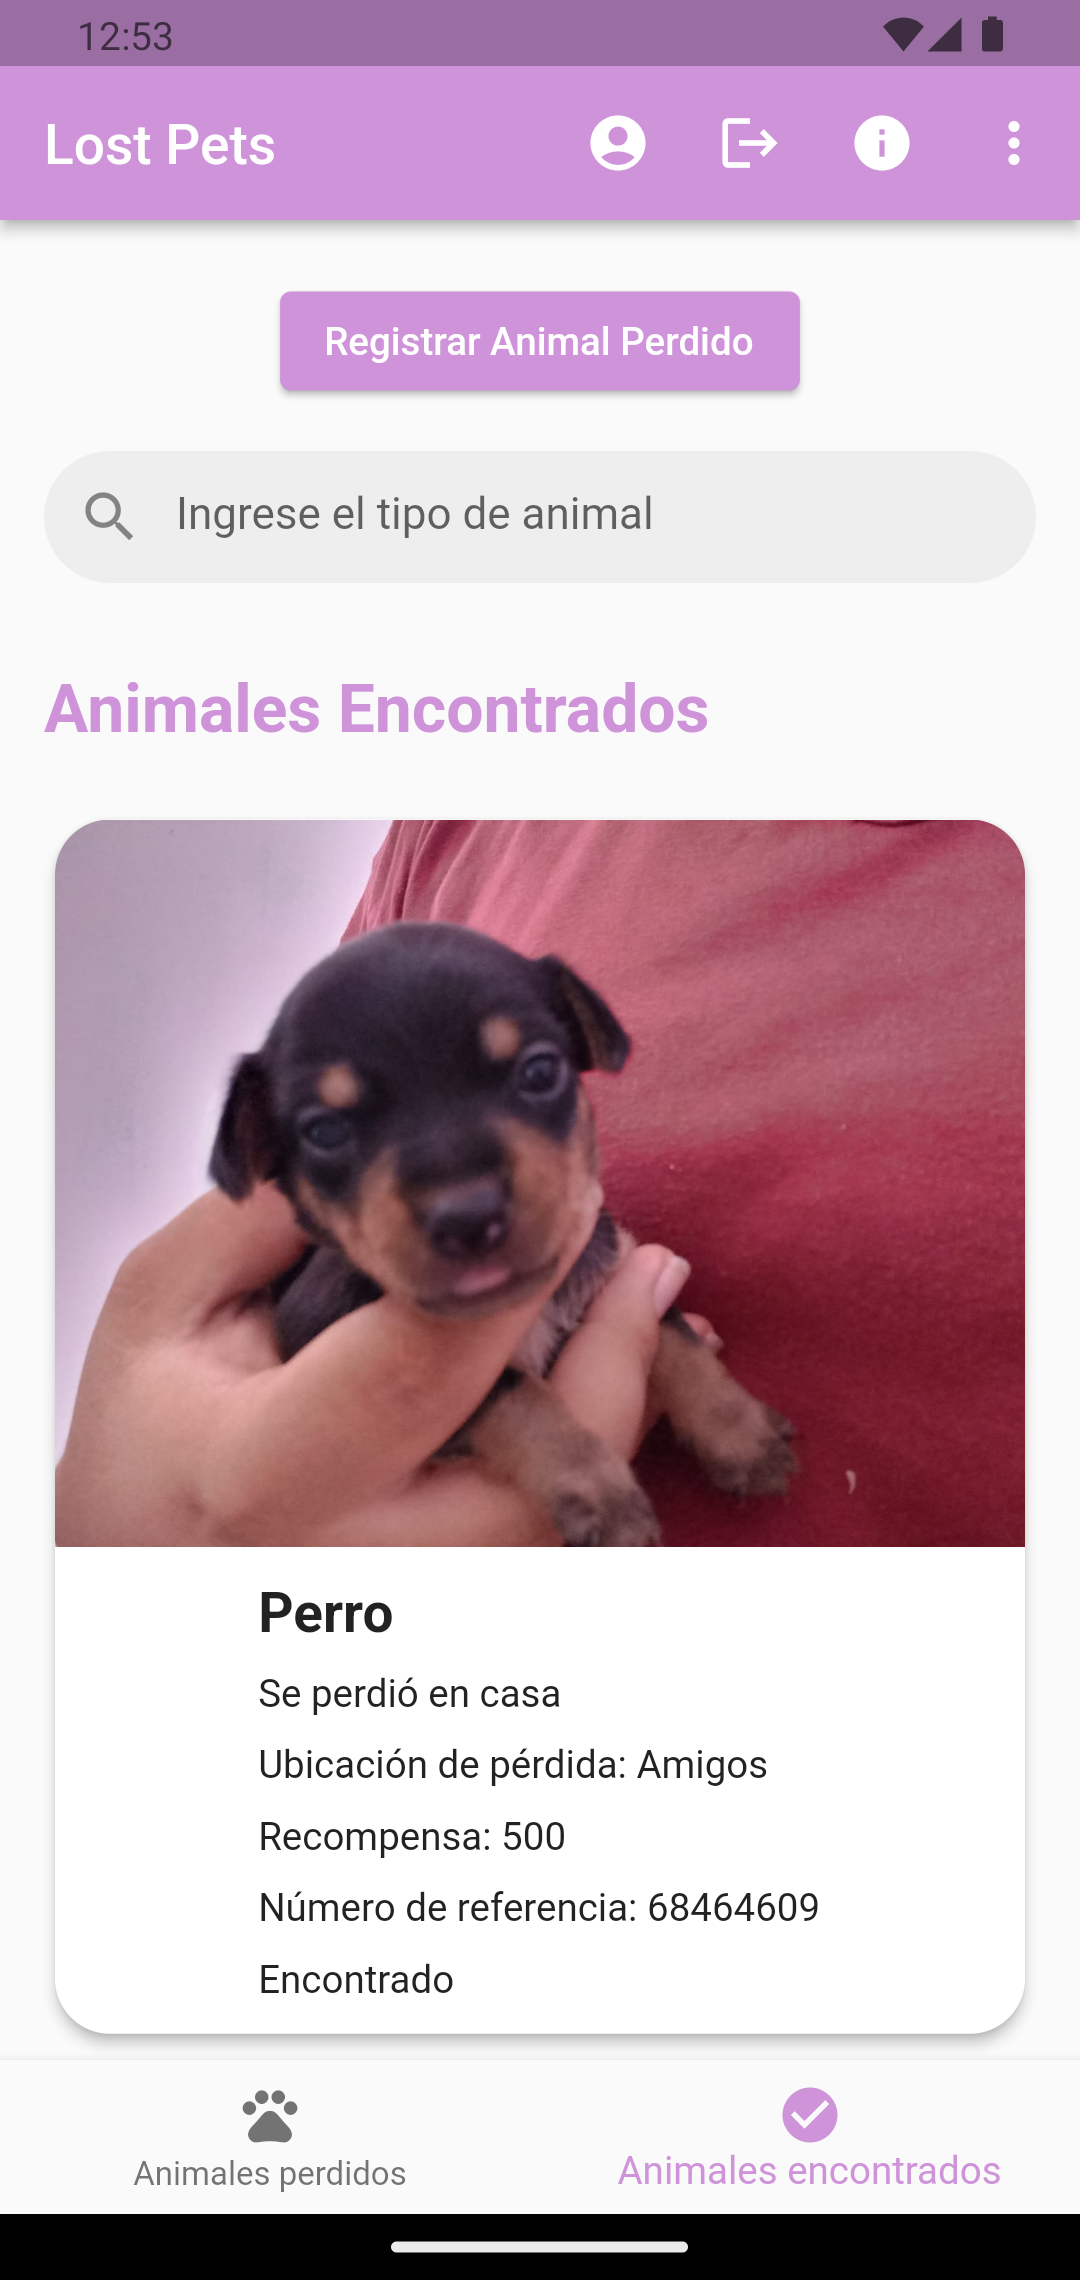 12:53
Lost Pets
Registrar Animal Perdido
Ingrese el tipo de animal
Animales Encontrados
Perro
Se perdió en casa
Ubicación de pérdida: Amigos
Recompensa: 500
Número de referencia: 68464609
Encontrado
Animales perdidos
Animales encontrados